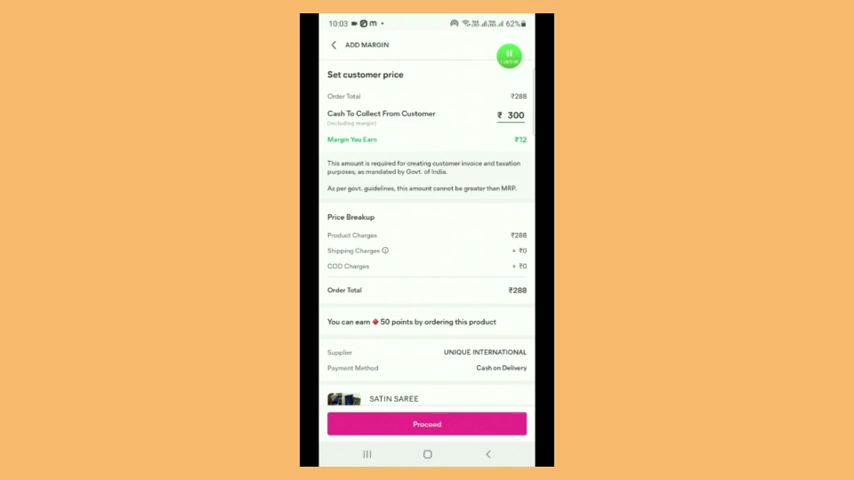 10:03
62%
ADD MARGIN
Set customer price
Order Total ₹288
Cash To Collect From Customer ₹ 300
(including margin)
Margin You Earn ₹12
This amount is required for creating customer invoice and taxation
purposes, as mandated by Govt. of India.
As per govt. guidelines, this amount cannot be greater than MRP.
Price Breakup
Product Charges ₹288
Shipping Charges + ₹0
COD Charges + ₹0
Order Total ₹288
You can earn 50 points by ordering this product
Supplier UNIQUE INTERNATIONAL
Payment Method Cash on Delivery
SATIN SAREE
Proceed